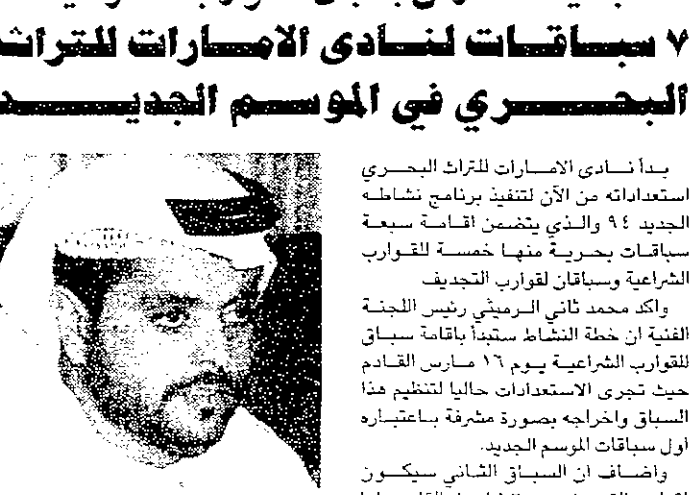 ٧ سباقات لنادى الامارات للتراث
البحري في الموسم الجديد
بدأ نادى الامارات للتراث البحري
استعداداته من الآن لتنفيذ برنامج نشاطه
الجديد ٩٤ والذي يتضمن اقامة سبعة
سباقات بحرية منها خمسة للقوارب
الشراعية وسباقان لقوارب التجديف
واكد محمد ثاني الرميثي رئيس اللجنة
الفنية ان خطة النشاط ستبدأ باقامة سباق
للقوارب الشراعية يوم ١٦ مارس القادم
حيث تجرى الاستعدادات حاليا لتنظيم هذا
السباق واخراجه بصورة مشرفة باعتباره
أول سباقات الموسم الجديد.
واضاف ان السباق الثاني سيكون